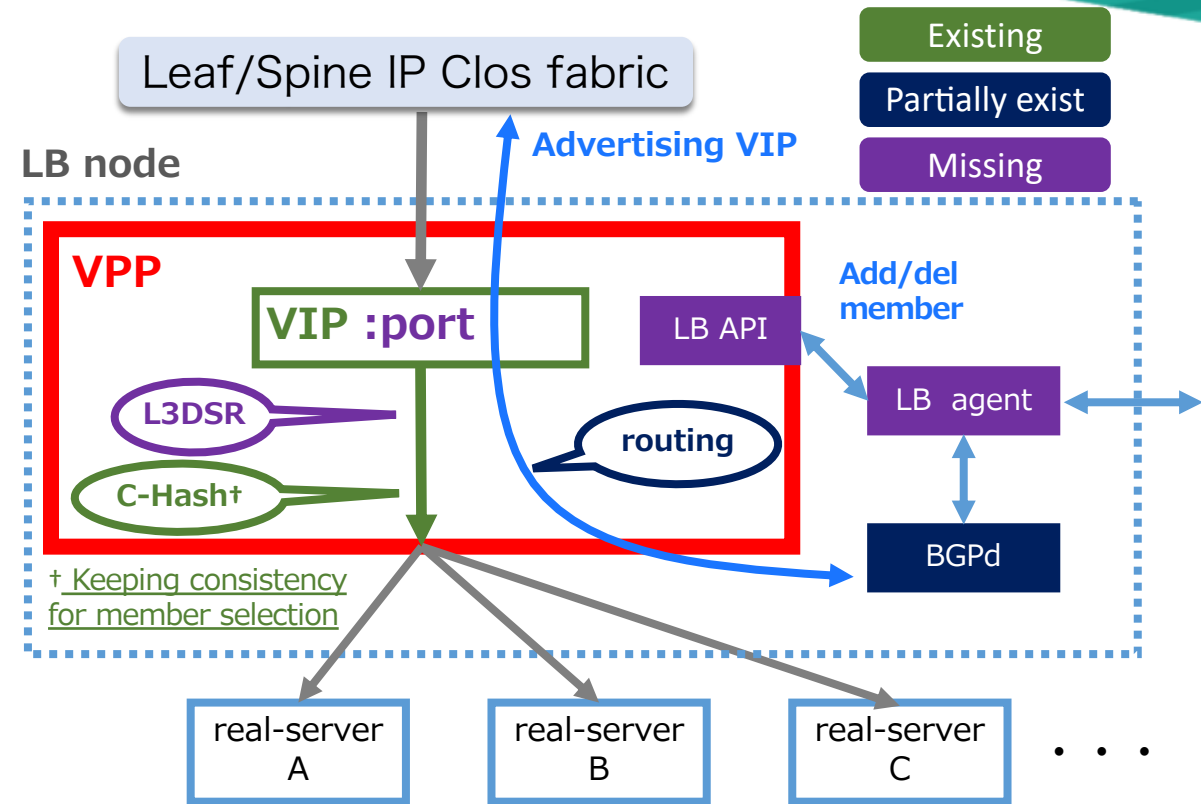 Leaf/Spine IP Clos fabric
Existing
Partially exist
Missing
Advertising VIP
LB node
VPP
VIP :port
LB API
Add/del
member
L3DSR
routing
LB agent
C-Hash†
BGPd
† Keeping consistency
for member selection
real-server
A
real-server
B
real-server
C
・・・